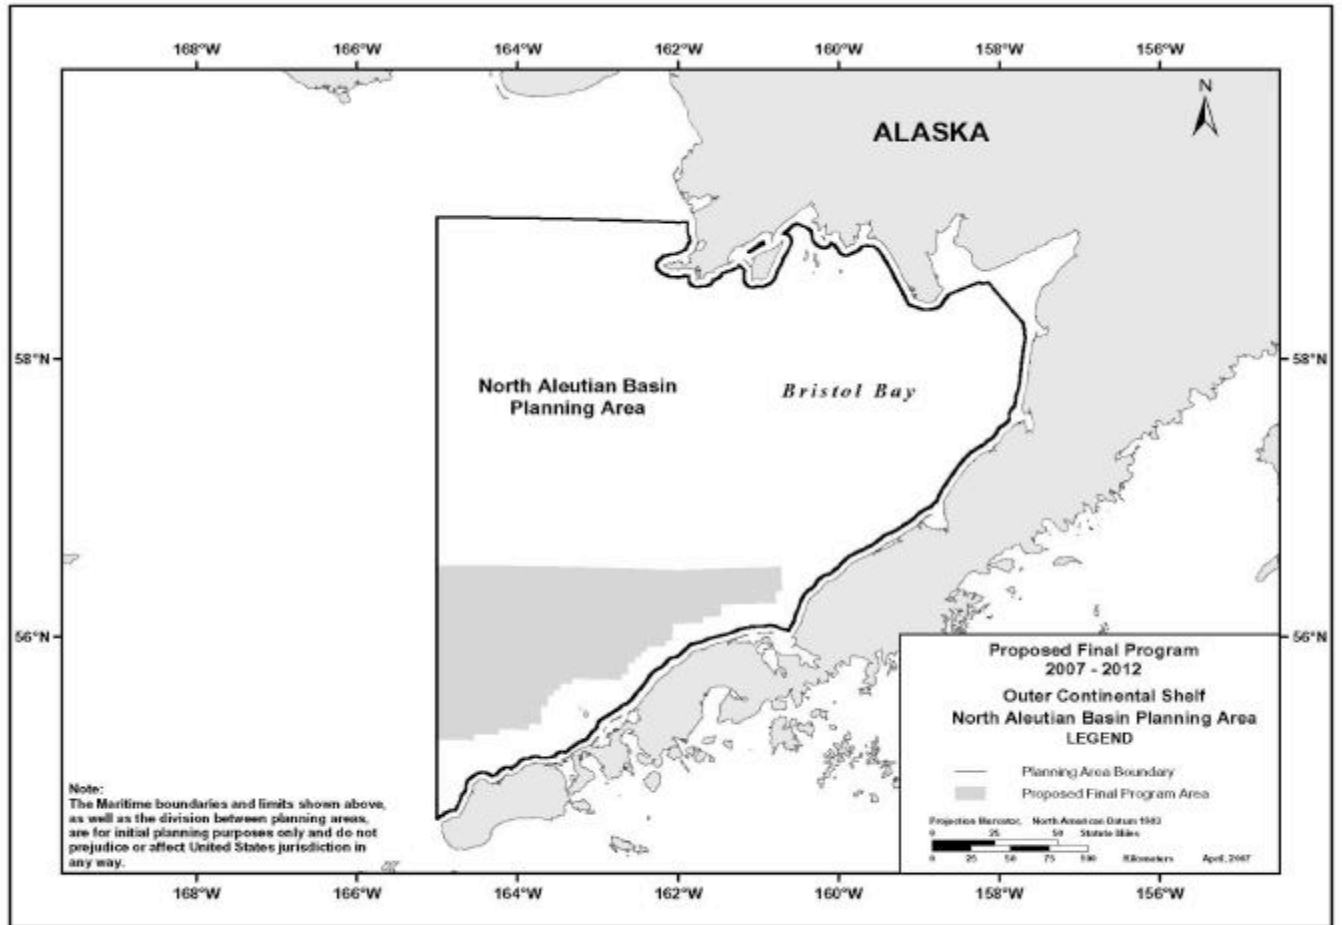 168°W 166°W 164°W 162°W 160°W 158°W 156°W
N
ALASKA
58°N 58°N
North Aleutian Basin
Planning Area
Bristol Bay
56°N 56°N
Proposed Final Program
2007 - 2012
Outer Continental Shelf
North Aleutian Basin Planning Area
LEGEND
Planning Area Boundary
Proposed Final Program Area
Projection Mercator, North American Datum 1983
0 25 50 Statute Miles
0 25 50 75 100 Kilometers April, 2007
Note:
The Maritime boundaries and limits shown above,
as well as the division between planning areas,
are for initial planning purposes only and do not
prejudice or affect United States jurisdiction in
any way.
168°W 166°W 164°W 162°W 160°W 158°W 156°W